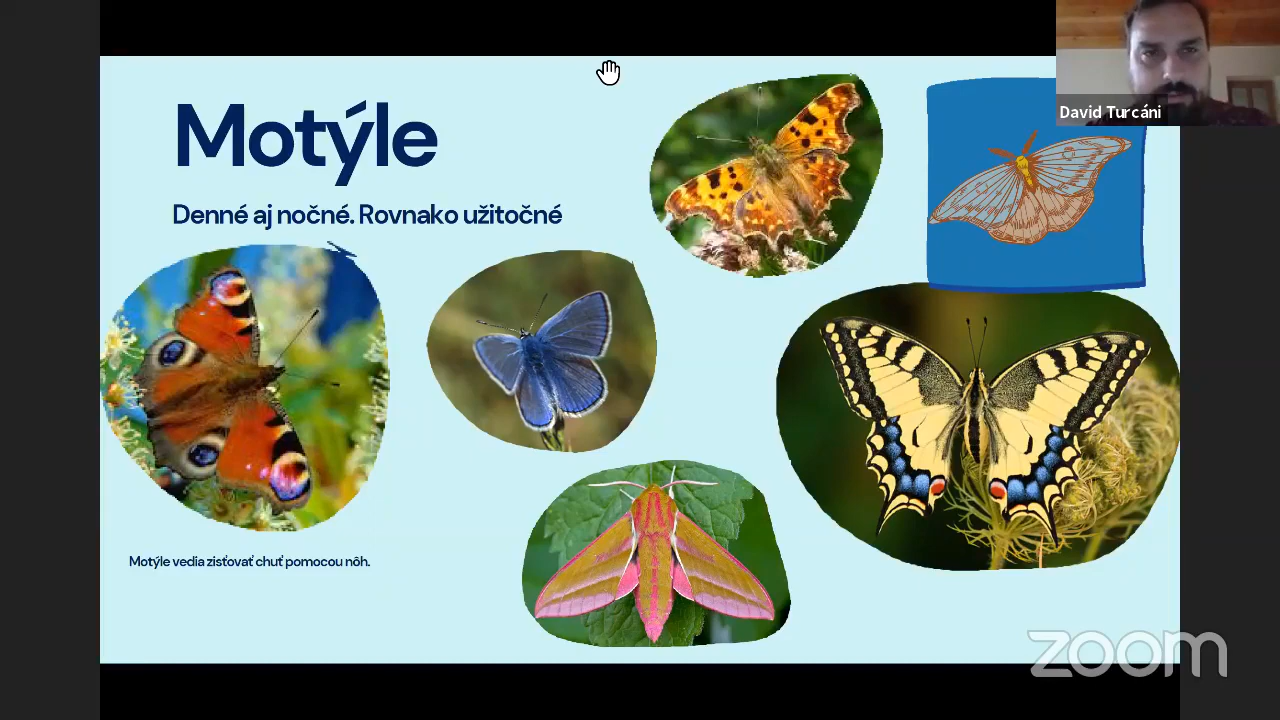 Motýle
Denné aj nočné. Rovnako užitočné
Motýle vedia zisťovať chuť pomocou nôh.
David Turcáni
zoom